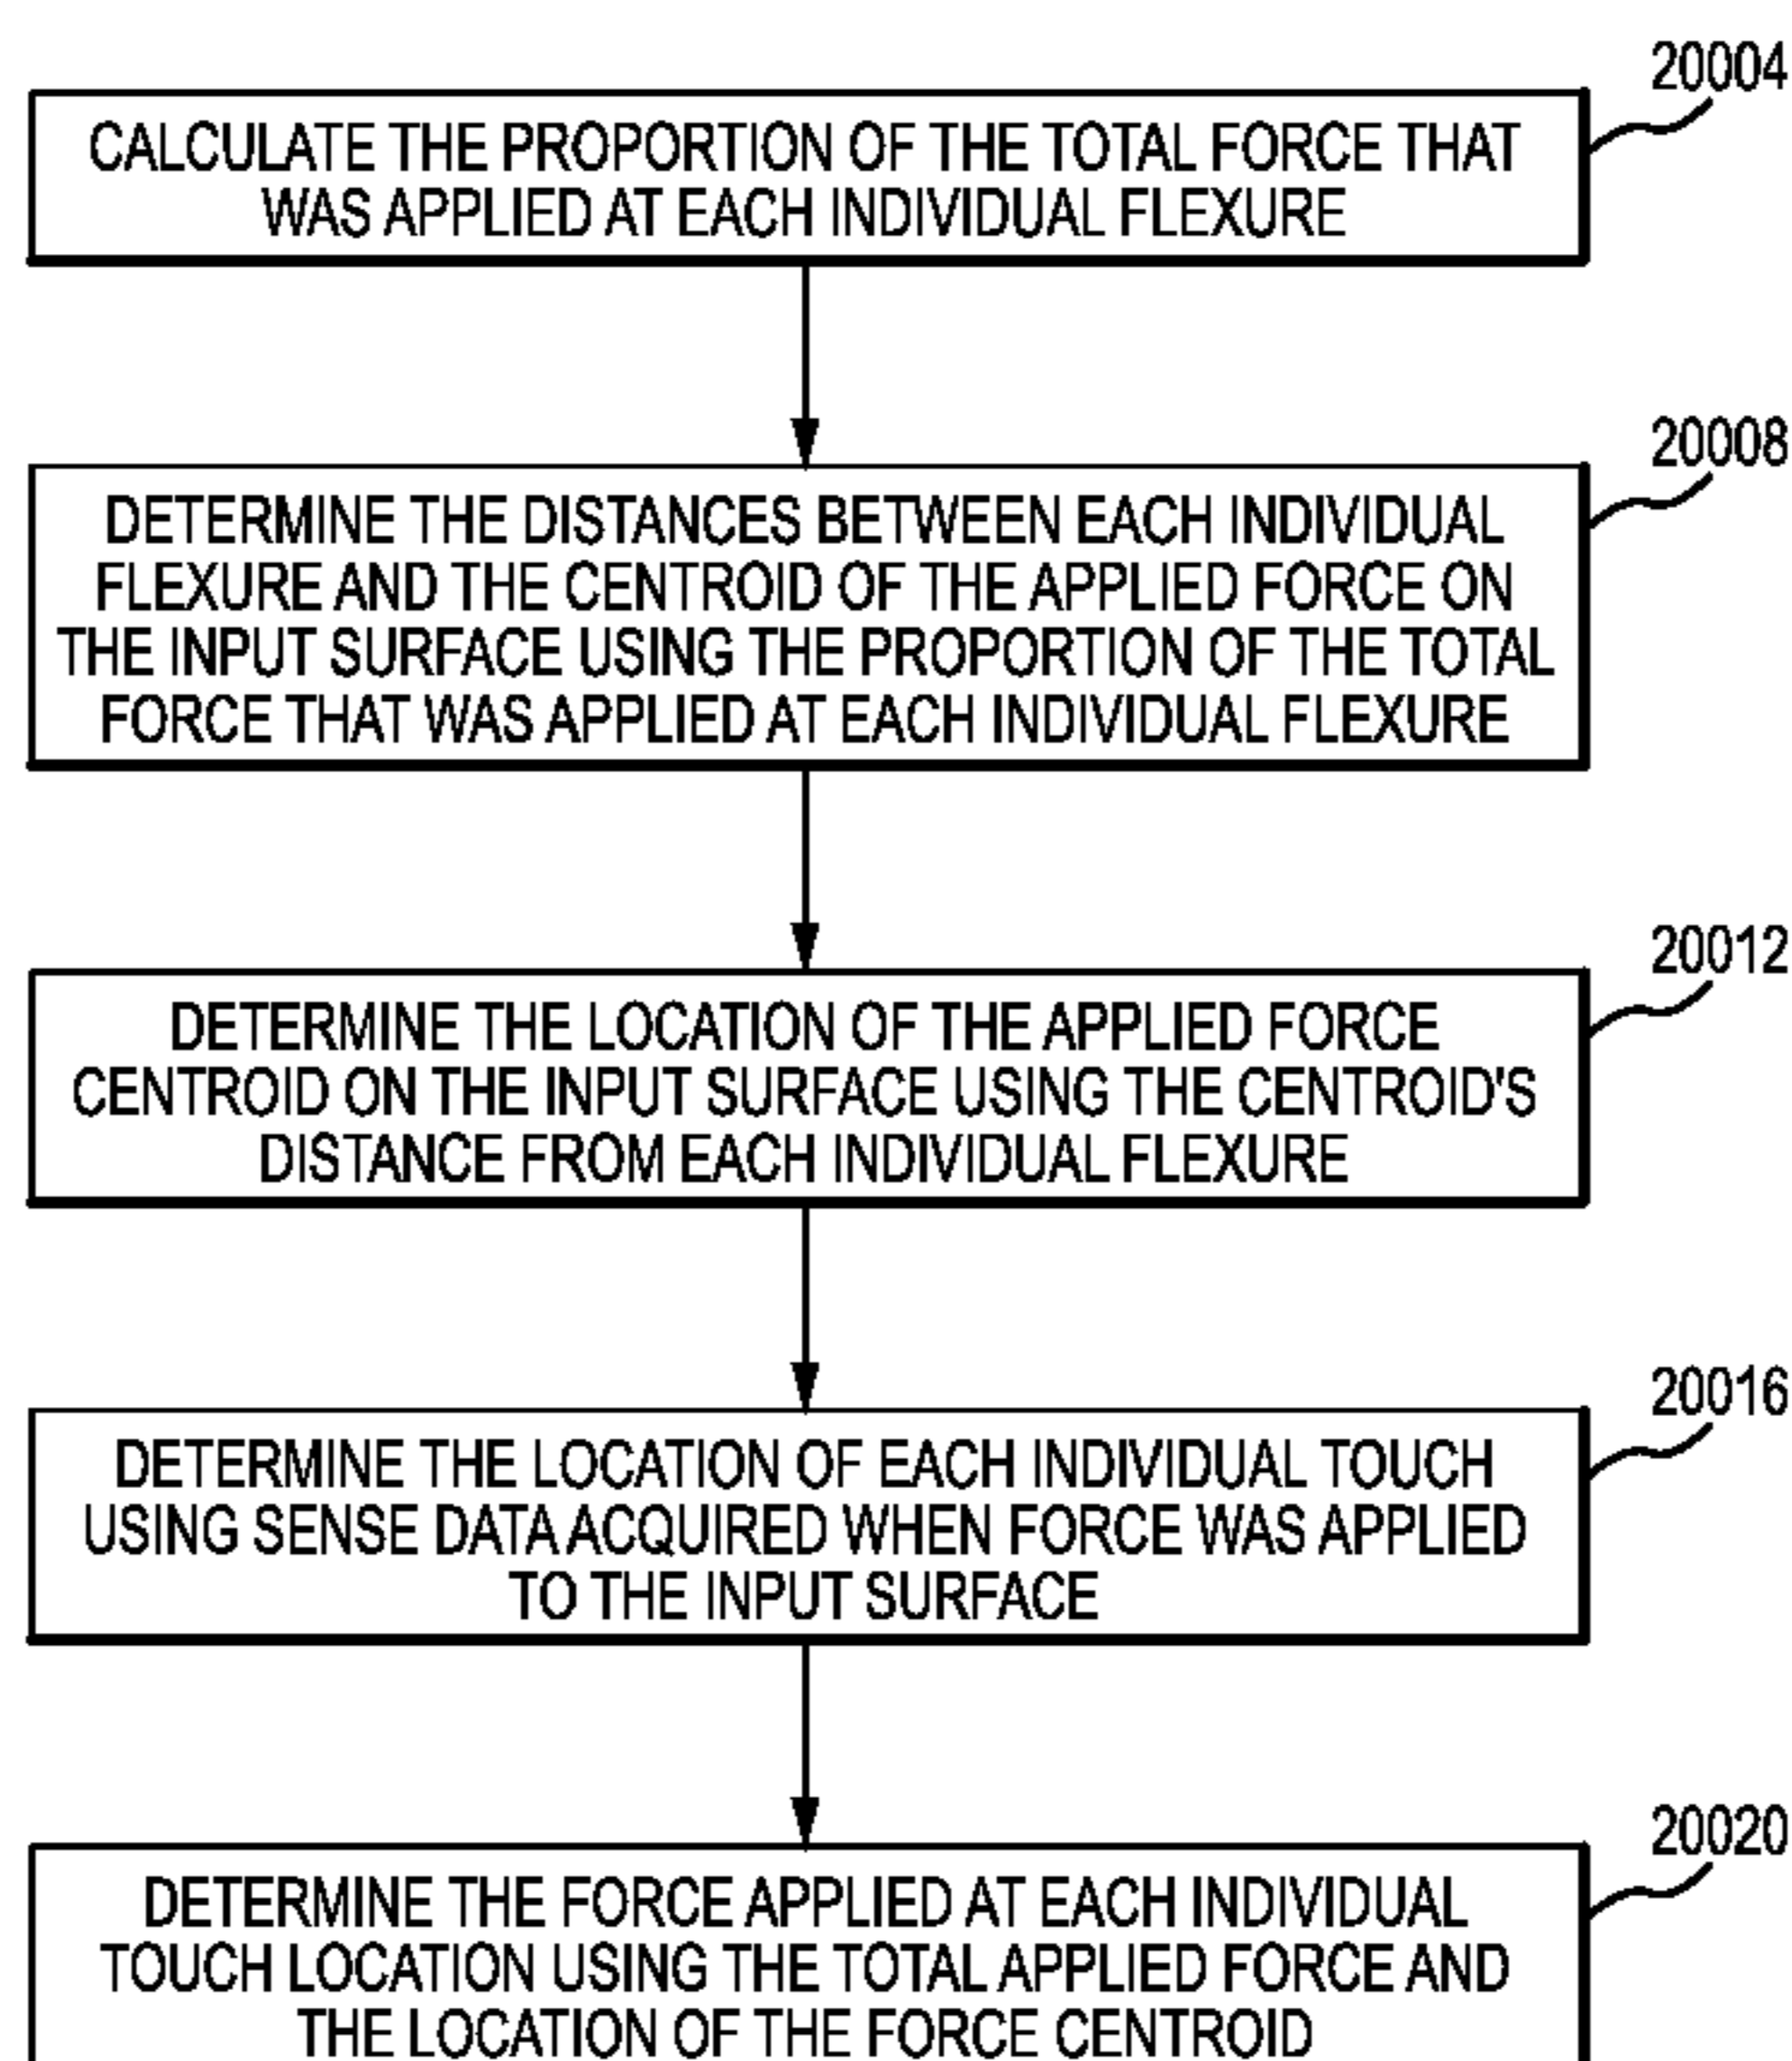 20004
CALCULATE THE PROPORTION OF THE TOTAL FORCE THAT
WAS APPLIED AT EACH INDIVIDUAL FLEXURE
20008
DETERMINE THE DISTANCES BETWEEN EACH INDIVIDUAL
FLEXURE AND THE CENTROID OF THE APPLIED FORCE ON
THE INPUT SURFACE USING THE PROPORTION OF THE TOTAL
FORCE THAT WAS APPLIED AT EACH INDIVIDUAL FLEXURE
20012
DETERMINE THE LOCATION OF THE APPLIED FORCE
CENTROID ON THE INPUT SURFACE USING THE CENTROID'S
DISTANCE FROM EACH INDIVIDUAL FLEXURE
20016
DETERMINE THE LOCATION OF EACH INDIVIDUAL TOUCH
USING SENSE DATA ACQUIRED WHEN FORCE WAS APPLIED
TO THE INPUT SURFACE
20020
DETERMINE THE FORCE APPLIED AT EACH INDIVIDUAL
TOUCH LOCATION USING THE TOTAL APPLIED FORCE AND
THE LOCATION OF THE FORCE CENTROID